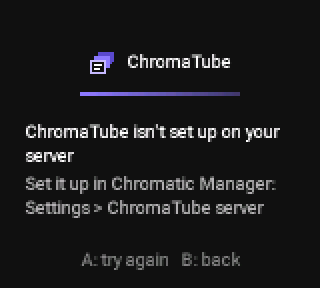 ChromaTube
ChromaTube isn't set up on your
server
Set it up in Chromatic Manager:
Settings > ChromaTube server
A: try again B: back